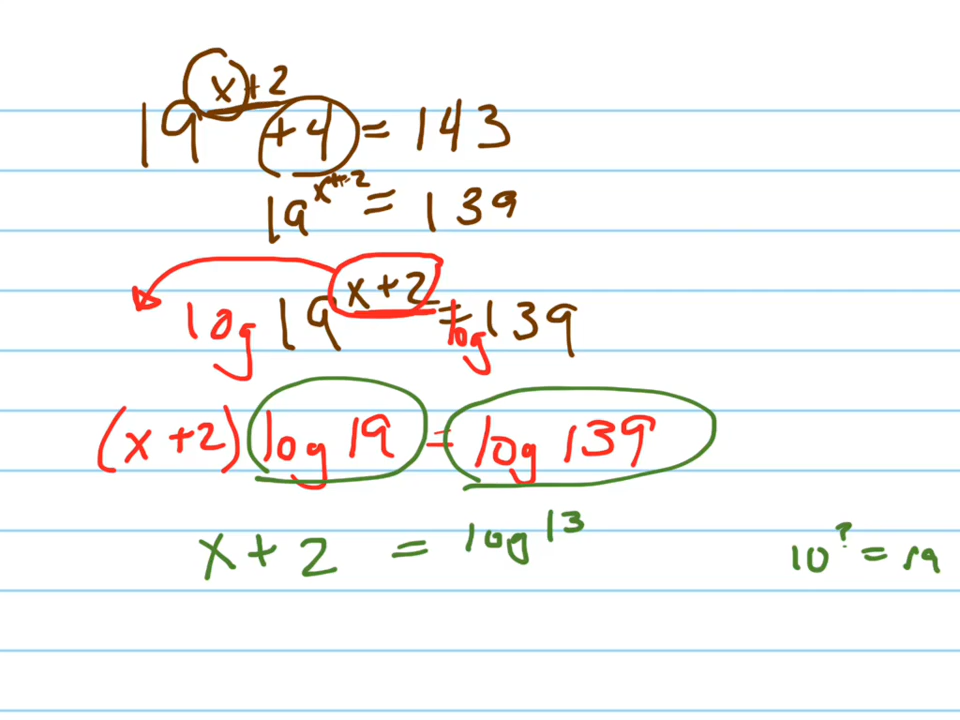 19^(x+2) + 4 = 143
19^(x+2) = 139
log 19^(x+2) = log 139
(x+2) log 19 = log 139
x + 2 = log 13
10^? = 19